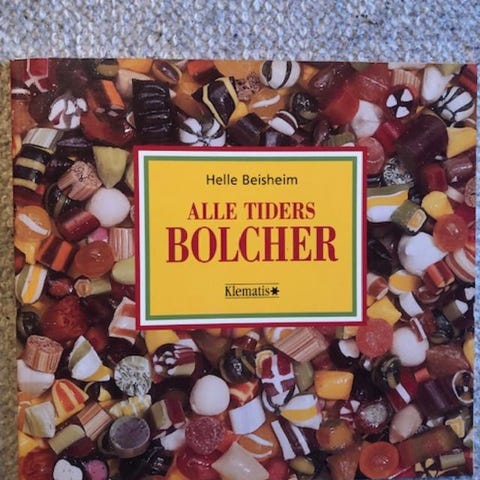 Helle Beisheim
ALLE TIDERS
BOLCHER
Klematis